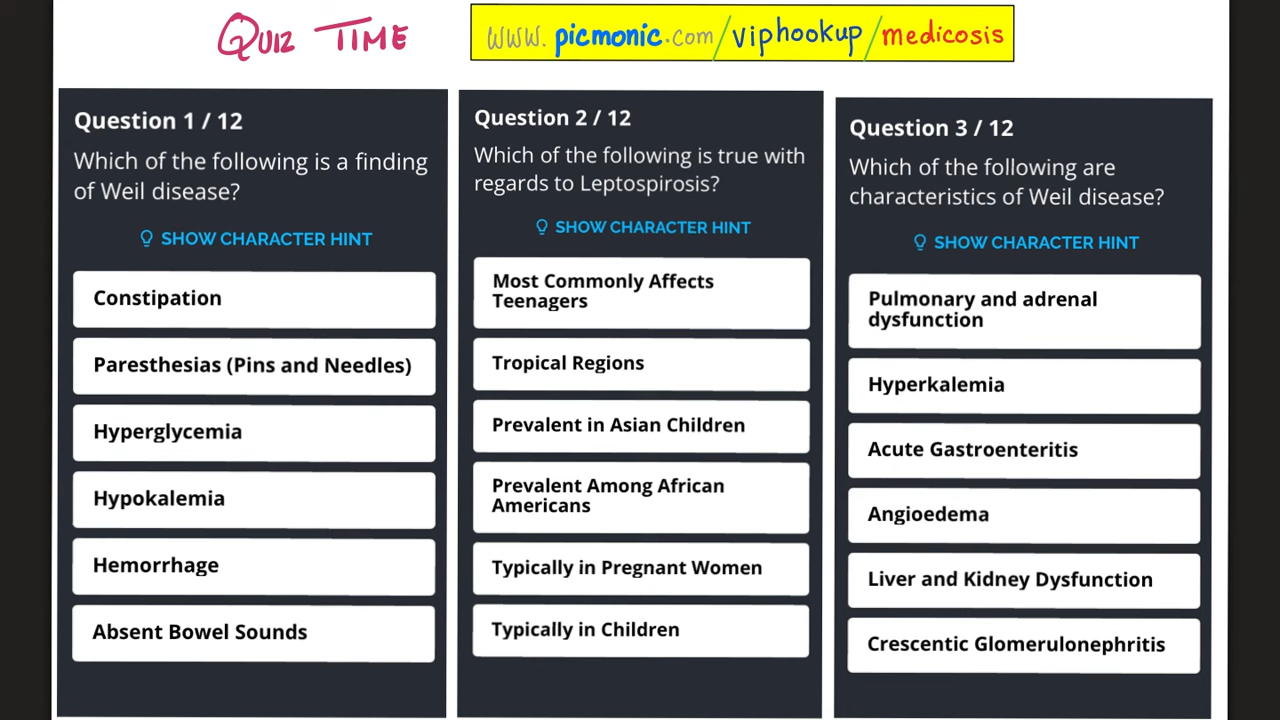 QUIZ TIME
www.picmonic.com/viphookup/medicosis
Question 1 / 12
Which of the following is a finding
of Weil disease?
SHOW CHARACTER HINT
Constipation
Paresthesias (Pins and Needles)
Hyperglycemia
Hypokalemia
Hemorrhage
Absent Bowel Sounds
Question 2 / 12
Which of the following is true with
regards to Leptospirosis?
SHOW CHARACTER HINT
Most Commonly Affects
Teenagers
Tropical Regions
Prevalent in Asian Children
Prevalent Among African
Americans
Typically in Pregnant Women
Typically in Children
Question 3 / 12
Which of the following are
characteristics of Weil disease?
SHOW CHARACTER HINT
Pulmonary and adrenal
dysfunction
Hyperkalemia
Acute Gastroenteritis
Angioedema
Liver and Kidney Dysfunction
Crescentic Glomerulonephritis